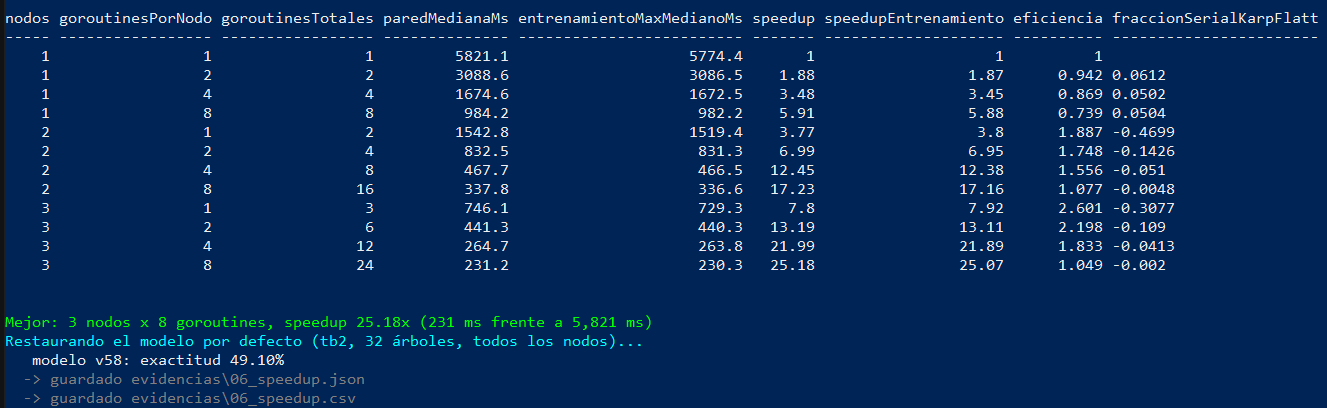 nodos goroutinesPorNodo goroutinesTotales paredMedianaMs entrenamientoMaxMedianoMs speedup speedupEntrenamiento eficiencia fraccionSerialKarpFlatt
----- ----------------- ----------------- -------------- ------------------------- ------- -------------------- ---------- ----------------------
1 1 1 5821.1 5774.4 1 1 1
1 2 2 3088.6 3086.5 1.88 1.87 0.942 0.0612
1 4 4 1674.6 1672.5 3.48 3.45 0.869 0.0502
1 8 8 984.2 982.2 5.91 5.88 0.739 0.0504
2 1 2 1542.8 1519.4 3.77 3.8 1.887 -0.4699
2 2 4 832.5 831.3 6.99 6.95 1.748 -0.1426
2 4 8 467.7 466.5 12.45 12.38 1.556 -0.051
2 8 16 337.8 336.6 17.23 17.16 1.077 -0.0048
3 1 3 746.1 729.3 7.8 7.92 2.601 -0.3077
3 2 6 441.3 440.3 13.19 13.11 2.198 -0.109
3 4 12 264.7 263.8 21.99 21.89 1.833 -0.0413
3 8 24 231.2 230.3 25.18 25.07 1.049 -0.002
Mejor: 3 nodos x 8 goroutines, speedup 25.18x (231 ms frente a 5,821 ms)
Restaurando el modelo por defecto (tb2, 32 árboles, todos los nodos)...
modelo v58: exactitud 49.10%
-> guardado evidencias\06_speedup.json
-> guardado evidencias\06_speedup.csv